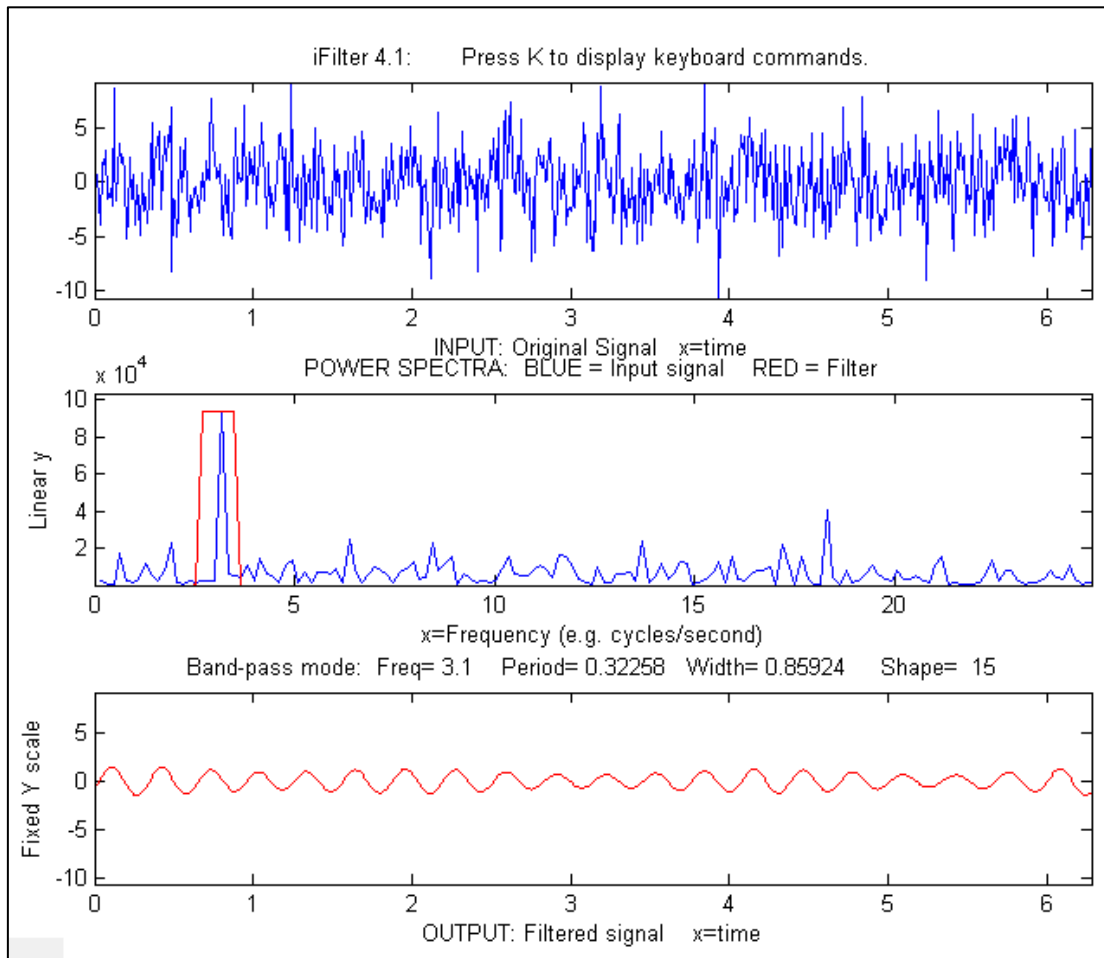 iFilter 4.1: Press K to display keyboard commands.
5
0
-5
-10
0 1 2 3 4 5 6
INPUT: Original Signal x=time
POWER SPECTRA: BLUE = Input signal RED = Filter
x 10^4
10
8
6
4
2
Linear y
0 5 10 15 20
x=Frequency (e.g. cycles/second)
Band-pass mode: Freq= 3.1 Period= 0.32258 Width= 0.85924 Shape= 15
5
0
-5
-10
Fixed Y scale
0 1 2 3 4 5 6
OUTPUT: Filtered signal x=time